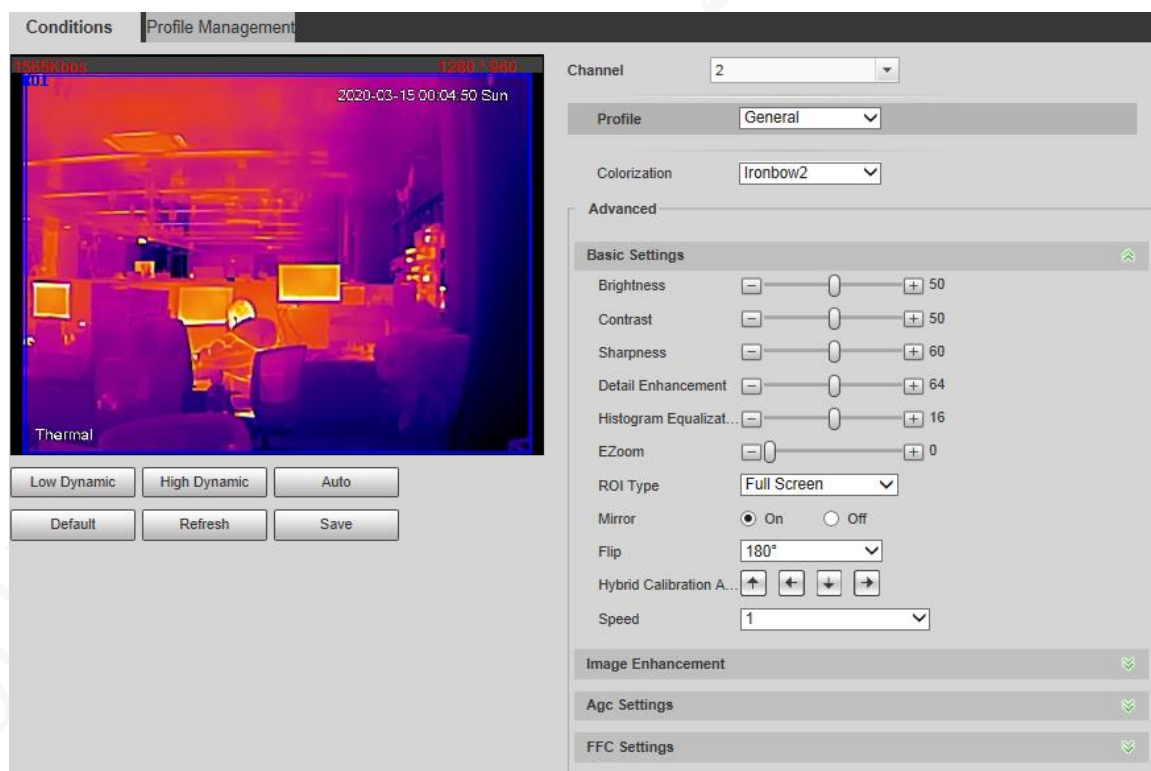 Conditions
Profile Management
1565Kbps
1280 * 960
R01
2020-03-15 00:04:50 Sun
Thermal
Low Dynamic
High Dynamic
Auto
Default
Refresh
Save
Channel 2
Profile General
Colorization Ironbow2
Advanced
Basic Settings
Brightness 50
Contrast 50
Sharpness 60
Detail Enhancement 64
Histogram Equalizat... 16
EZoom 0
ROI Type Full Screen
Mirror On Off
Flip 180°
Hybrid Calibration A...
Speed 1
Image Enhancement
Agc Settings
FFC Settings